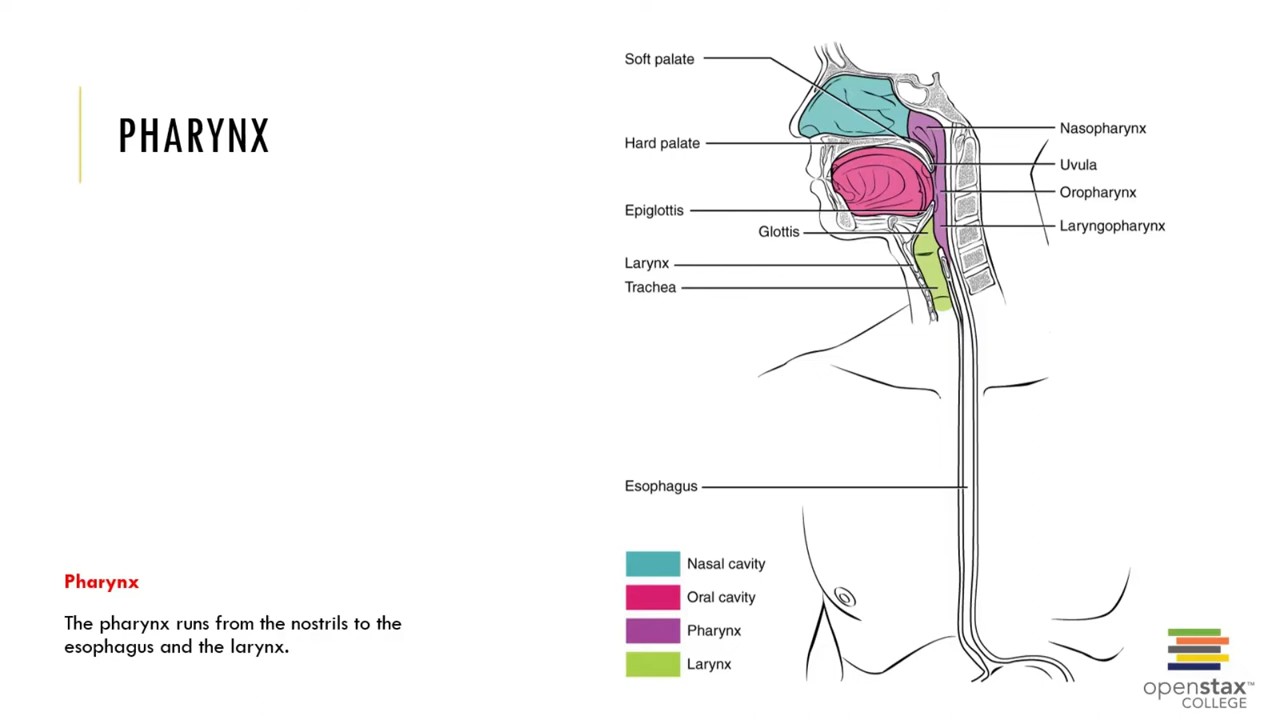 PHARYNX
Pharynx
The pharynx runs from the nostrils to the
esophagus and the larynx.
Soft palate
Hard palate
Epiglottis
Glottis
Larynx
Trachea
Esophagus
Nasopharynx
Uvula
Oropharynx
Laryngopharynx
Nasal cavity
Oral cavity
Pharynx
Larynx
openstax™
COLLEGE